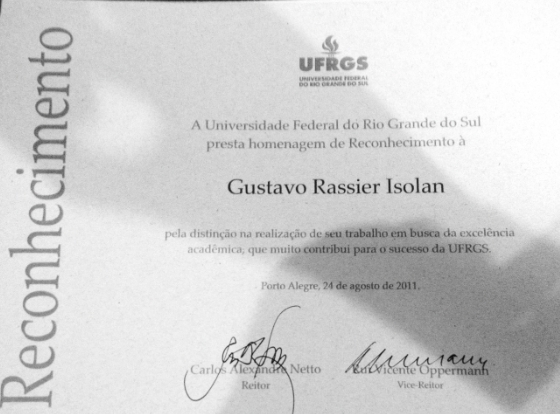 Reconhecimento
UFRGS
UNIVERSIDADE FEDERAL
DO RIO GRANDE DO SUL
A Universidade Federal do Rio Grande do Sul
presta homenagem de Reconhecimento à
Gustavo Rassier Isolan
pela distinção na realização de seu trabalho em busca da excelência
acadêmica, que muito contribui para o sucesso da UFRGS.
Porto Alegre, 24 de agosto de 2011.
Carlos Alexandre Netto
Reitor
Rui Vicente Oppermann
Vice-Reitor